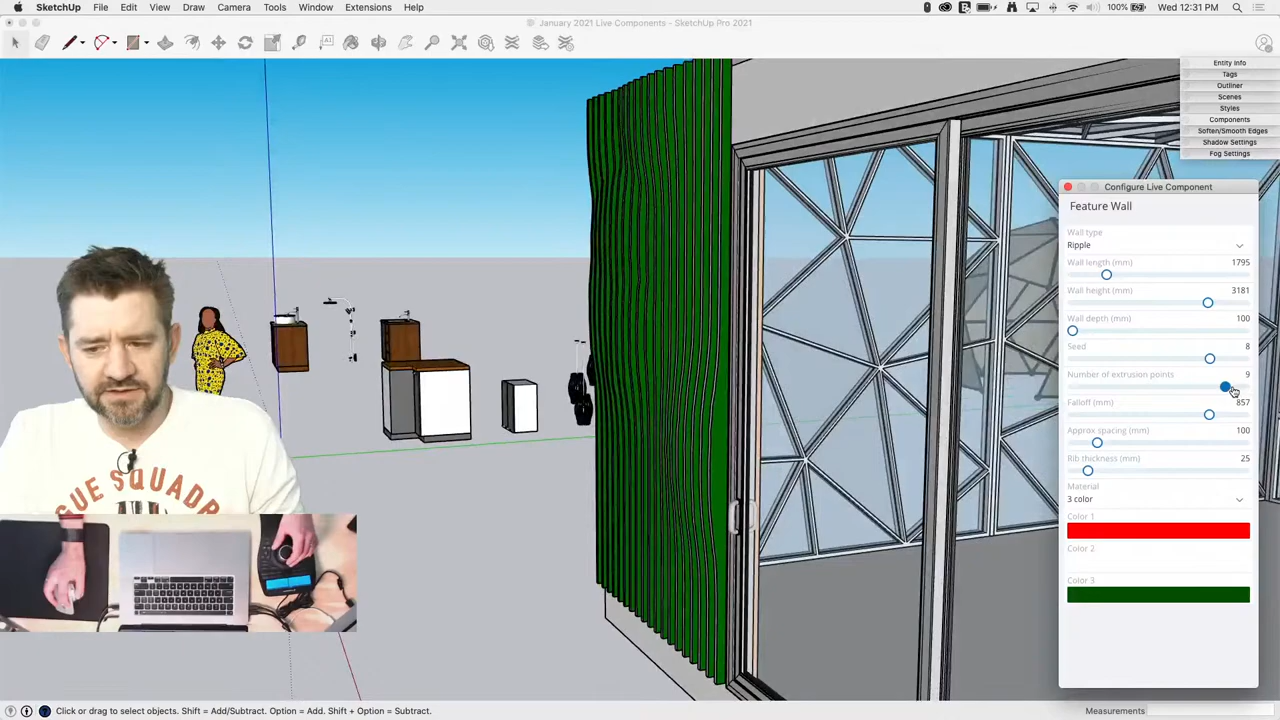 SketchUp File Edit View Draw Camera Tools Window Extensions Help 100% Wed 12:31 PM
January 2021 Live Components - SketchUp Pro 2021
Entity Info
Tags
Outliner
Scenes
Styles
Components
Soften/Smooth Edges
Shadow Settings
Fog Settings
Configure Live Component
Feature Wall
Wall type
Ripple
Wall length (mm) 1795
Wall height (mm) 3181
Wall depth (mm) 100
Seed 8
Number of extrusion points 9
Falloff (mm) 857
Approx spacing (mm) 100
Rib thickness (mm) 25
Material
3 color
Color 1
Color 2
Color 3
GUE SQUADR
Click or drag to select objects. Shift = Add/Subtract. Option = Add. Shift + Option = Subtract. Measurements